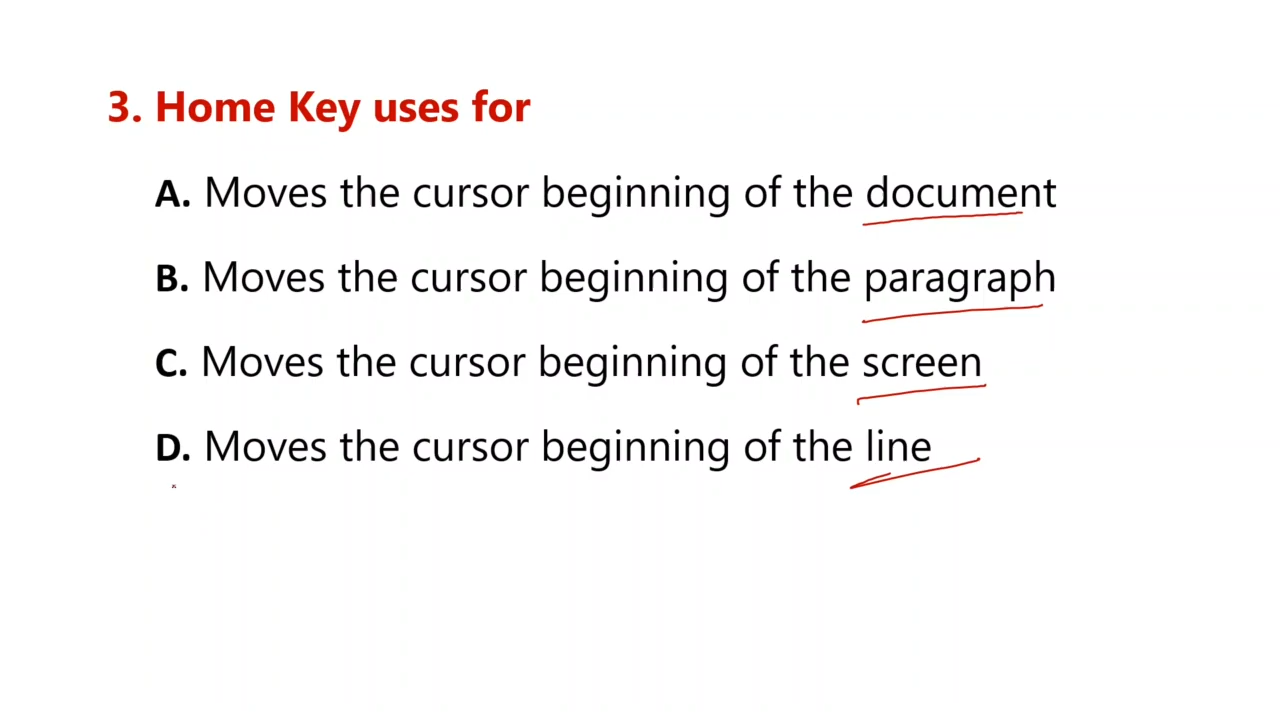 3. Home Key uses for
A. Moves the cursor beginning of the document
B. Moves the cursor beginning of the paragraph
C. Moves the cursor beginning of the screen
D. Moves the cursor beginning of the line